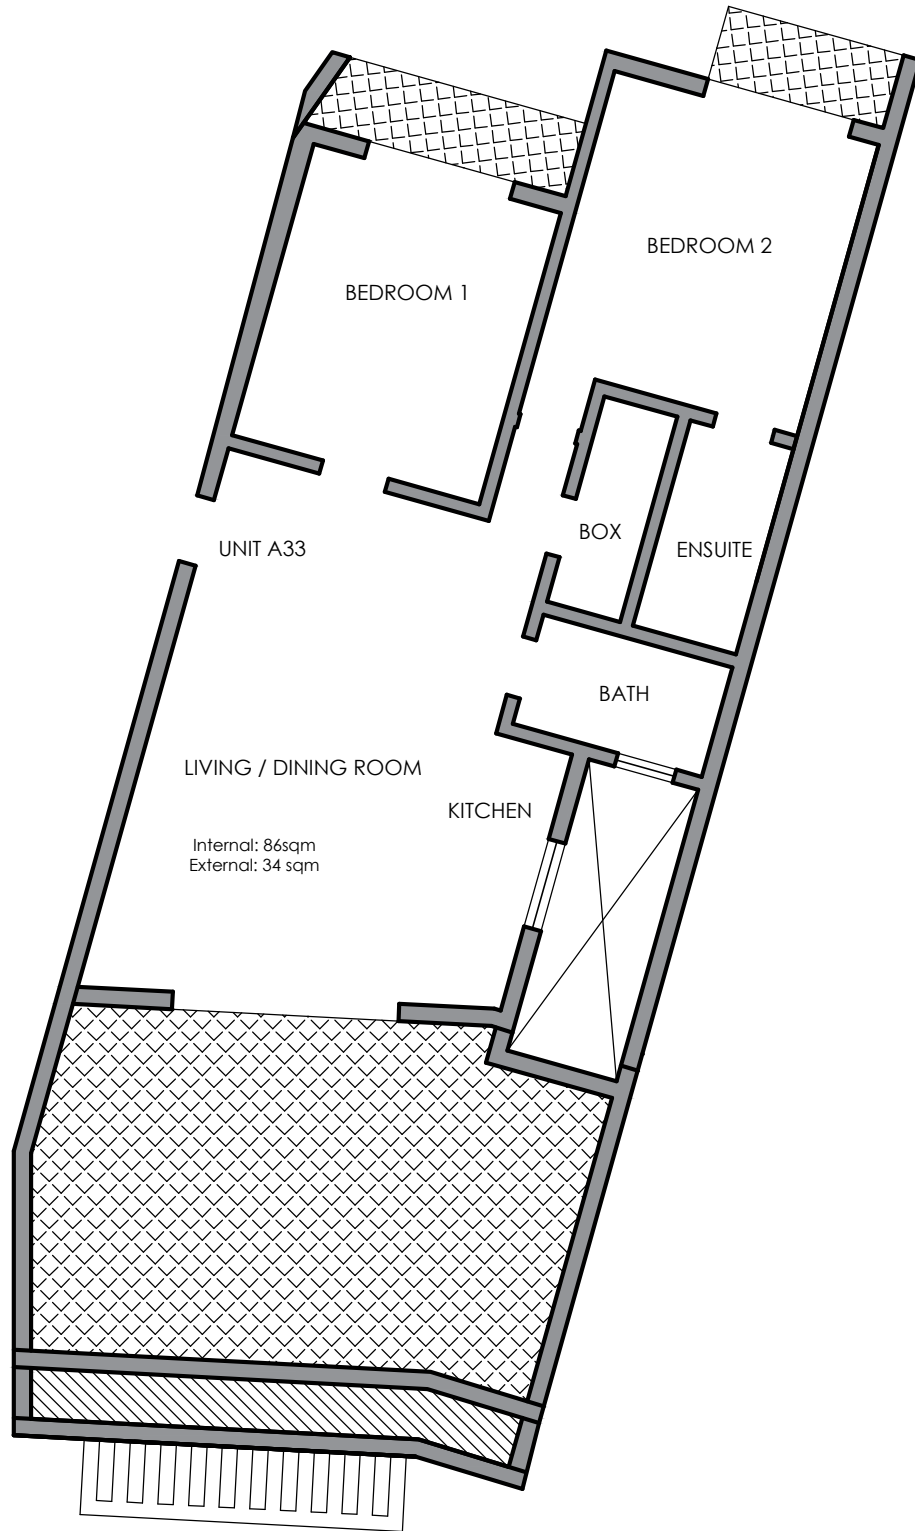 BEDROOM 2
BEDROOM 1
BOX
UNIT A33
ENSUITE
BATH
LIVING / DINING ROOM
KITCHEN
Internal: 86sqm
External: 34 sqm